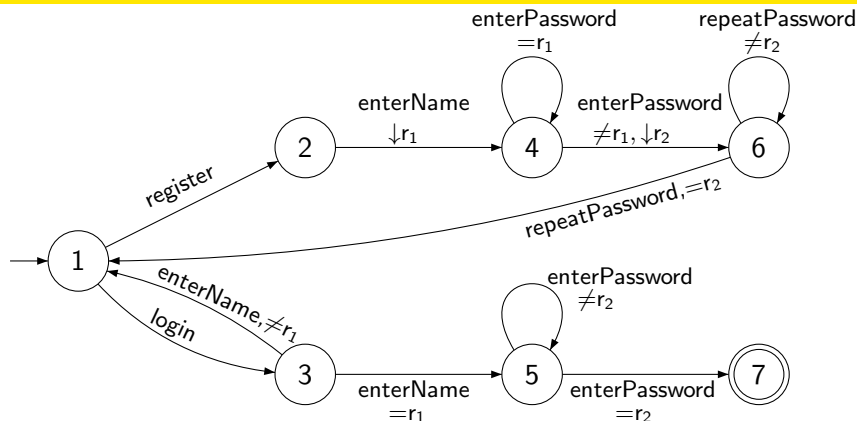 enterPassword
=r₁
repeatPassword
≠r₂
enterName
↓r₁
enterPassword
≠r₁, ↓r₂
2
4
6
register
repeatPassword,=r₂
1
enterName,≠r₁
login
enterPassword
≠r₂
3
5
7
enterName
=r₁
enterPassword
=r₂